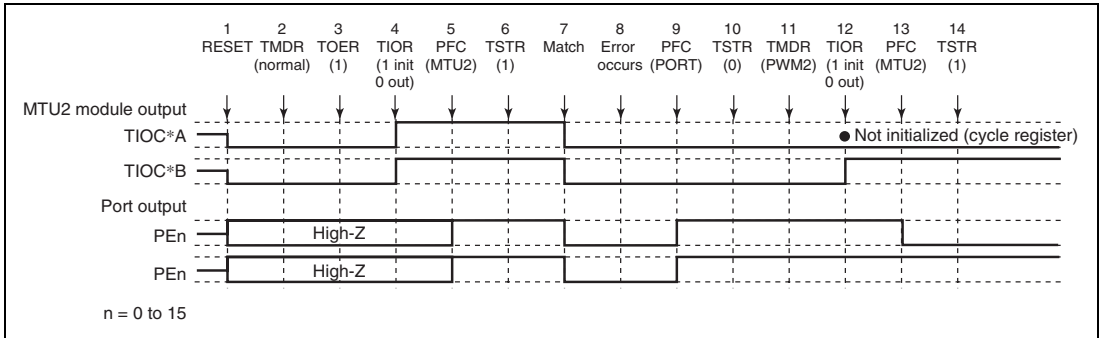 1 2 3 4 5 6 7 8 9 10 11 12 13 14
RESET TMDR TOER TIOR PFC TSTR Match Error PFC TSTR TMDR TIOR PFC TSTR
(normal) (1) (1 init (MTU2) (1) occurs (PORT) (0) (PWM2) (1 init (MTU2) (1)
0 out) 0 out)
MTU2 module output
TIOC*A
● Not initialized (cycle register)
TIOC*B
Port output
PEn
High-Z
PEn
High-Z
n = 0 to 15